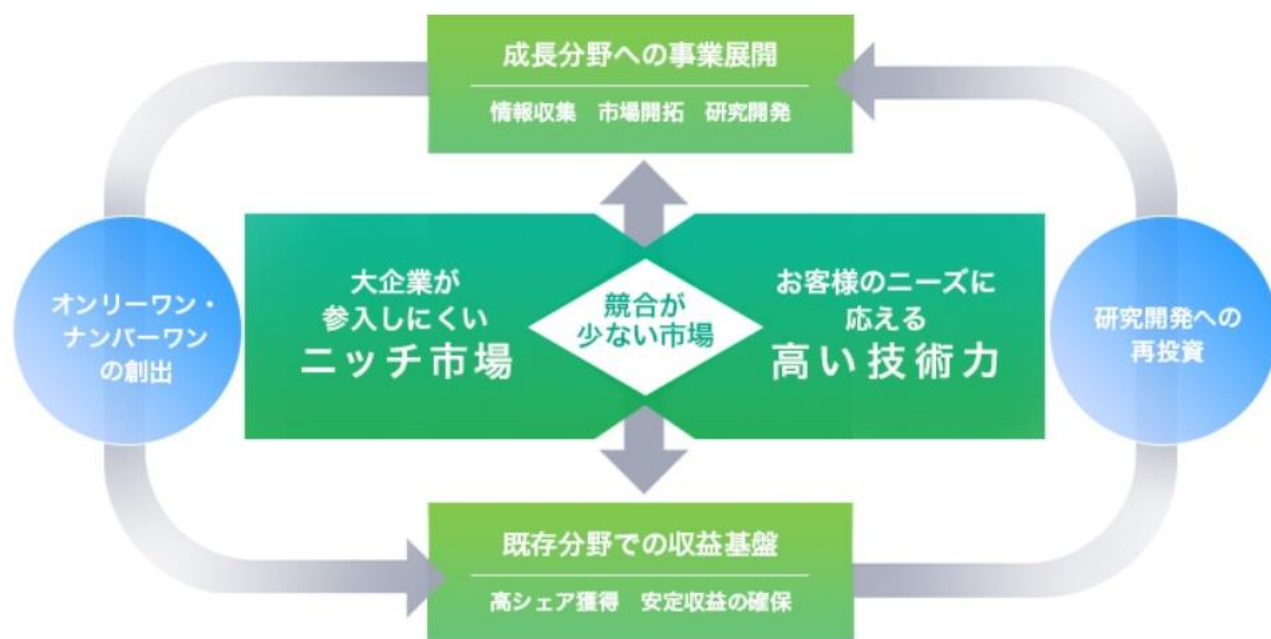 成長分野への事業展開
情報収集　市場開拓　研究開発
オンリーワン・
ナンバーワン
の創出
大企業が
参入しにくい
ニッチ市場
競合が
少ない市場
お客様のニーズに
応える
高い技術力
研究開発への
再投資
既存分野での収益基盤
高シェア獲得　安定収益の確保